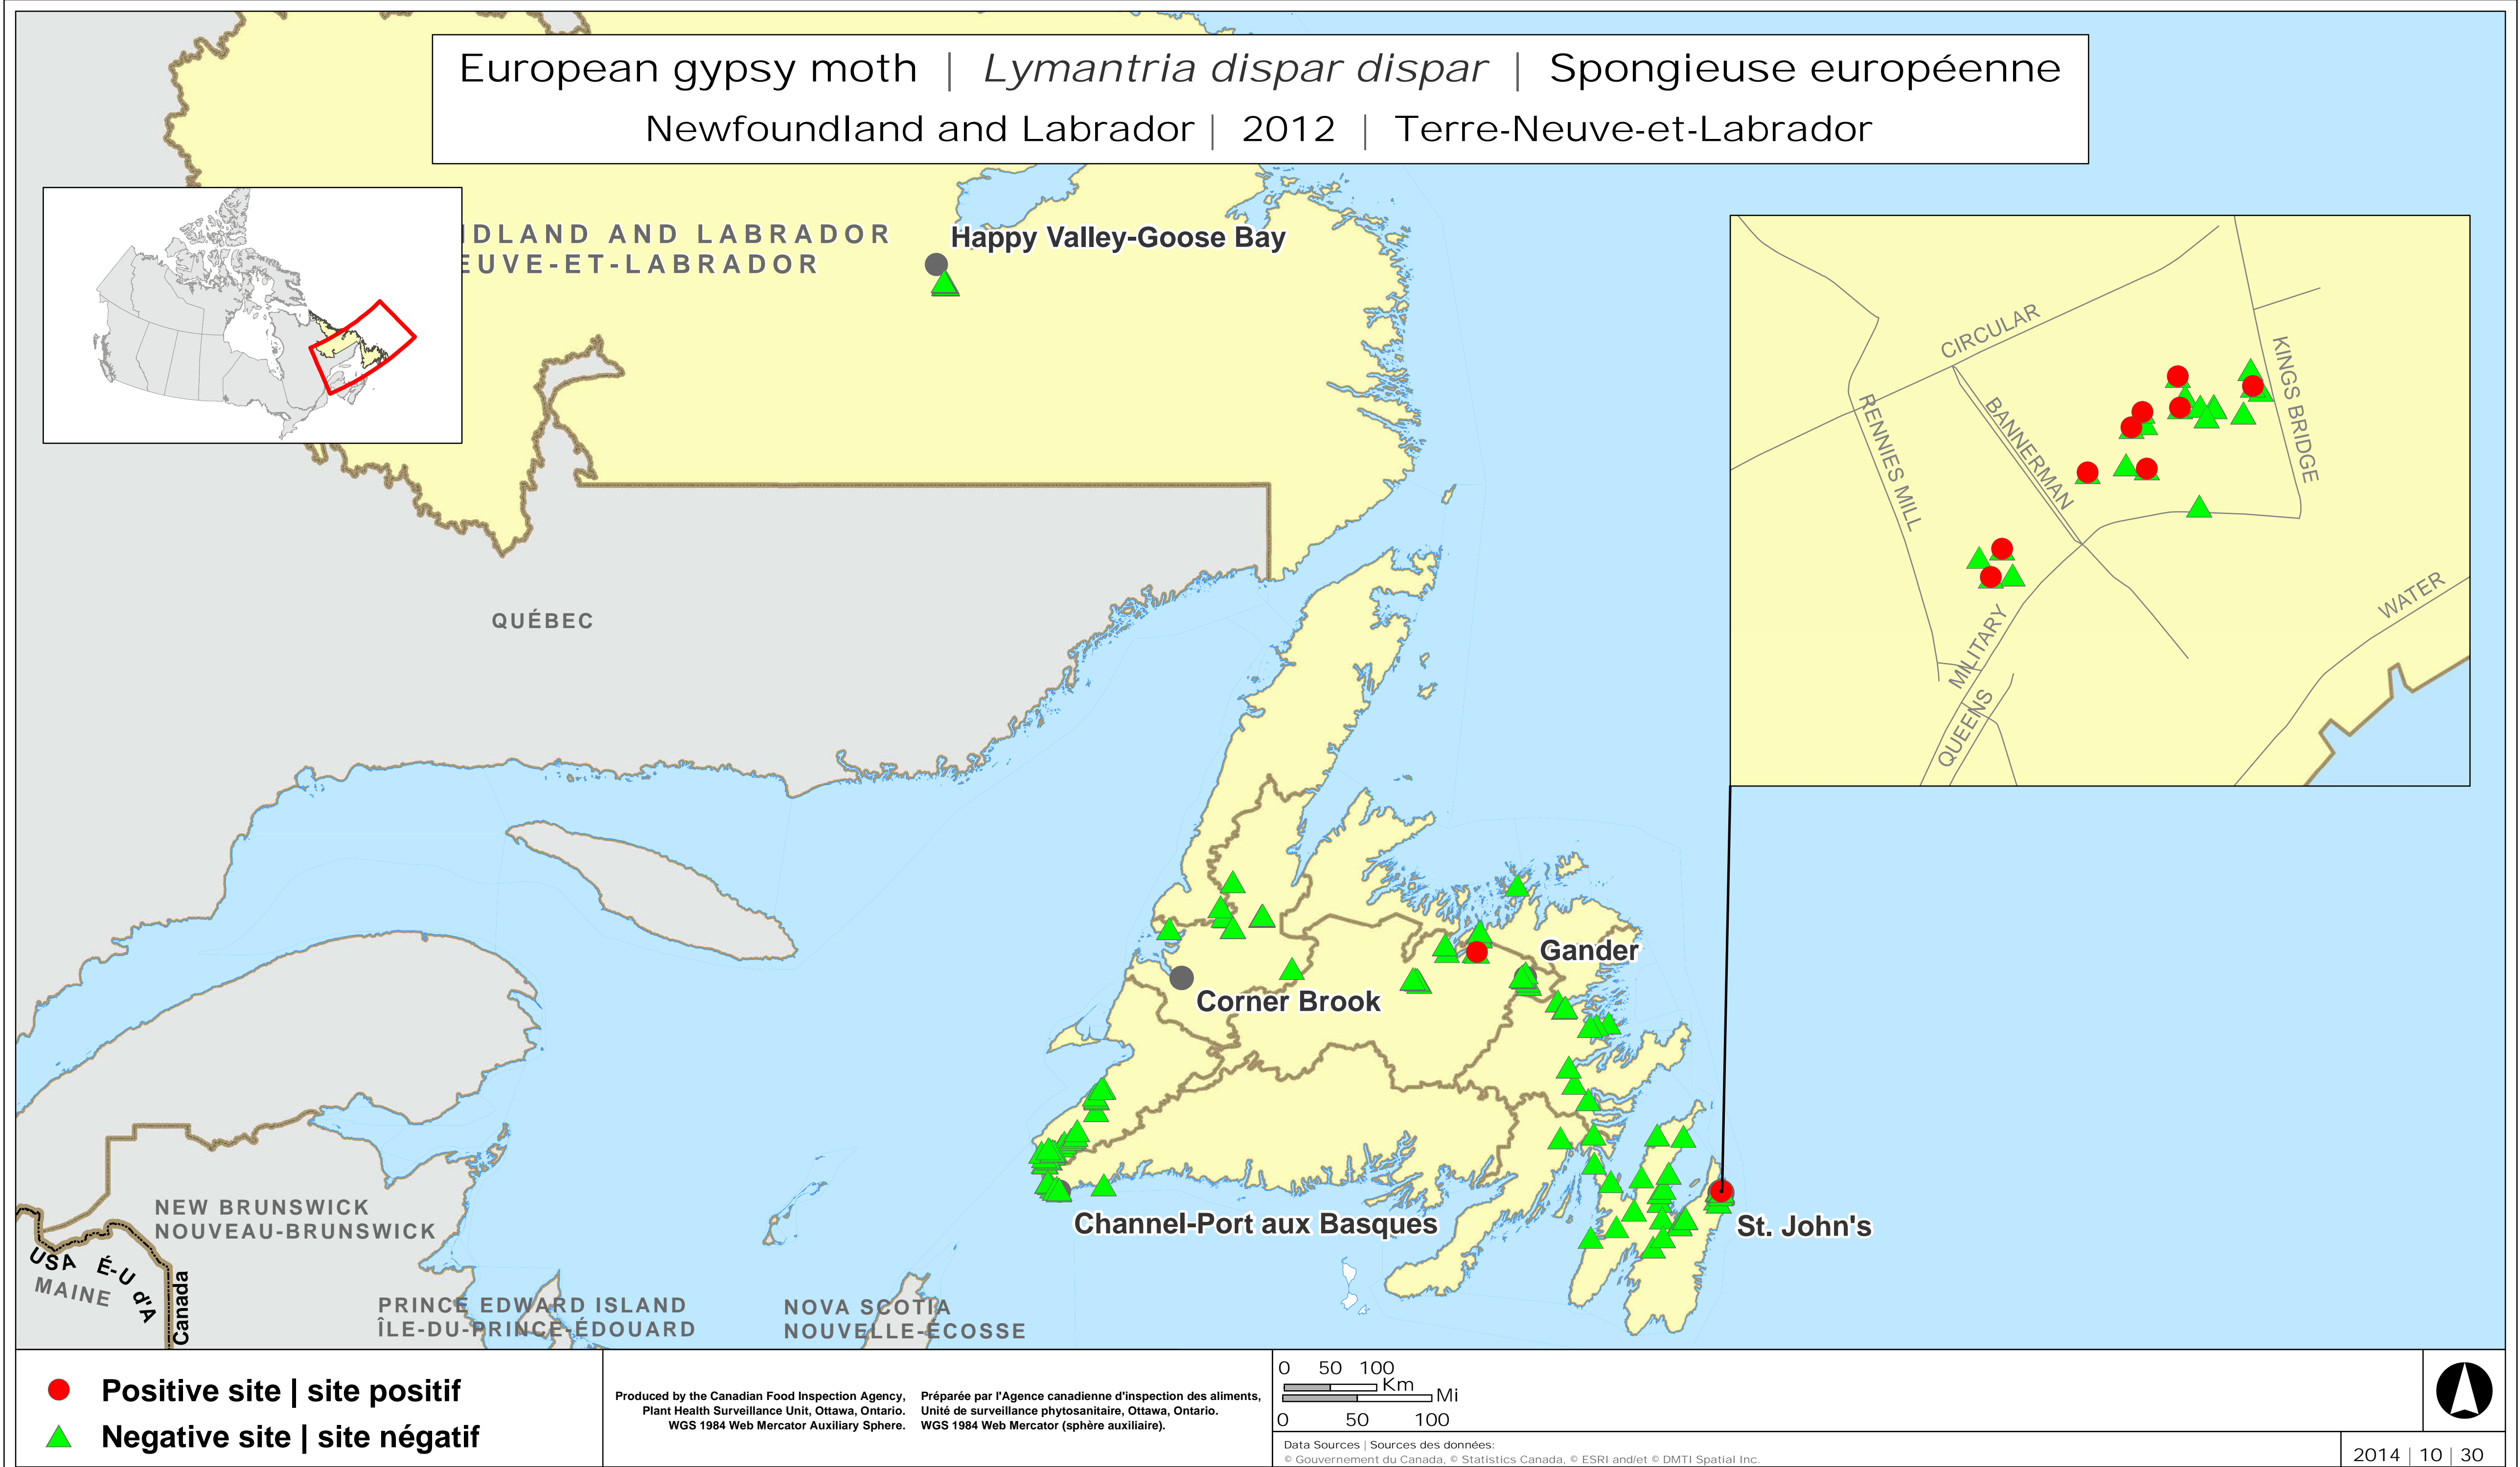 European gypsy moth | Lymantria dispar dispar | Spongieuse européenne
Newfoundland and Labrador | 2012 | Terre-Neuve-et-Labrador
NDLAND AND LABRADOR
EUVE-ET-LABRADOR
Happy Valley-Goose Bay
CIRCULAR
KINGS BRIDGE
RENNIES MILL
BANNERMAN
MILITARY
QUEENS
WATER
QUÉBEC
Gander
Corner Brook
Channel-Port aux Basques
St. John's
NEW BRUNSWICK
NOUVEAU-BRUNSWICK
USA É-U d'A
MAINE
Canada
PRINCE EDWARD ISLAND
ÎLE-DU-PRINCE-ÉDOUARD
NOVA SCOTIA
NOUVELLE-ÉCOSSE
Positive site | site positif
Negative site | site négatif
Produced by the Canadian Food Inspection Agency,
Plant Health Surveillance Unit, Ottawa, Ontario.
WGS 1984 Web Mercator Auxiliary Sphere.
Préparée par l'Agence canadienne d'inspection des aliments,
Unité de surveillance phytosanitaire, Ottawa, Ontario.
WGS 1984 Web Mercator (sphère auxiliaire).
0 50 100
Km
Mi
0 50 100
Data Sources | Sources des données:
© Gouvernement du Canada, © Statistics Canada, © ESRI and/et © DMTI Spatial Inc.
2014 | 10 | 30